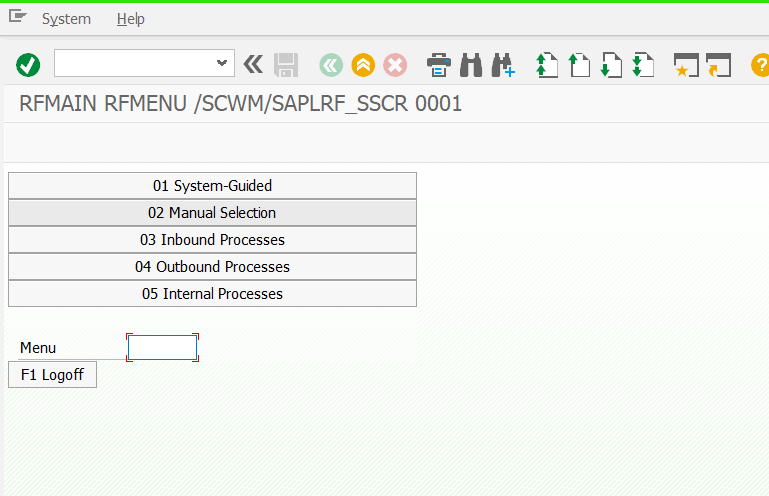 System Help
RFMAIN RFMENU /SCWM/SAPLRF_SSCR 0001
01 System-Guided
02 Manual Selection
03 Inbound Processes
04 Outbound Processes
05 Internal Processes
Menu
F1 Logoff